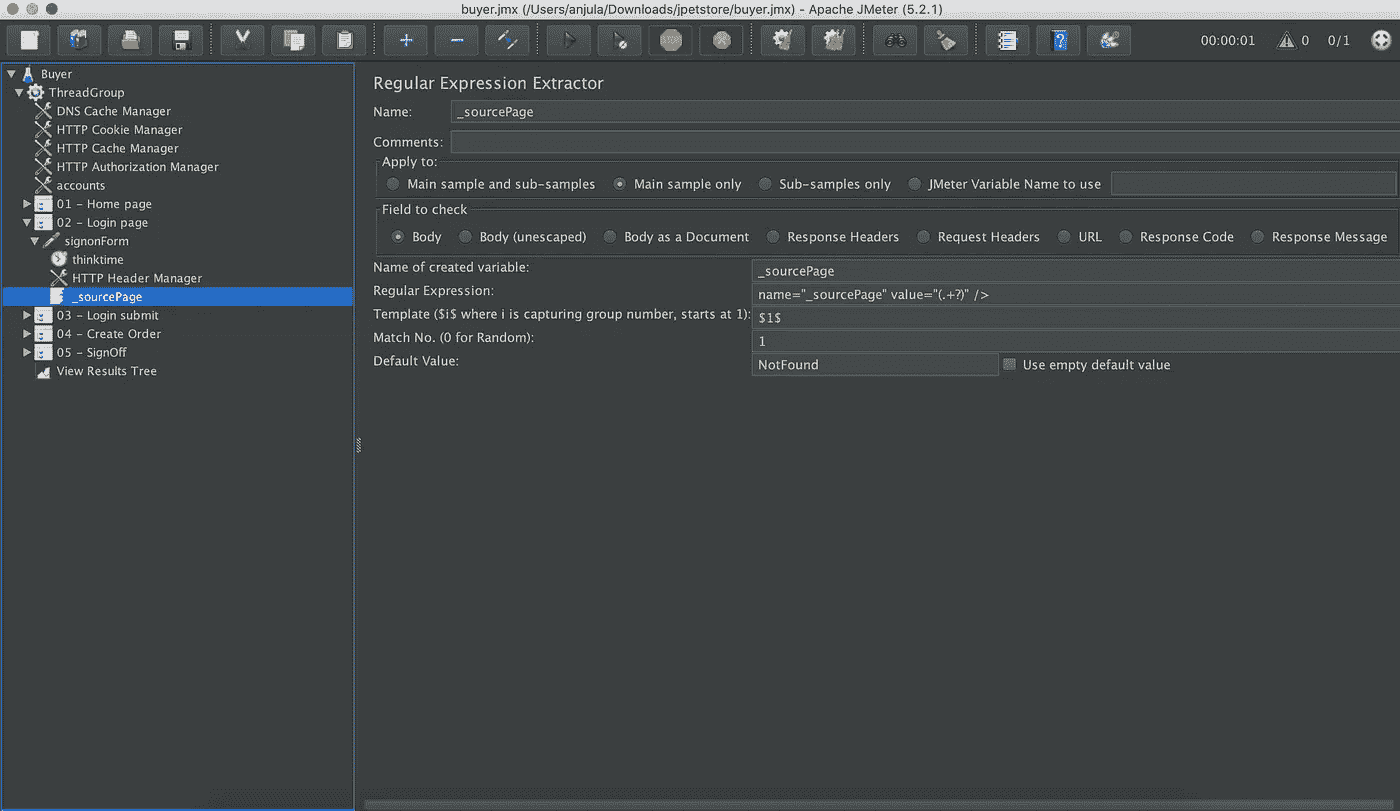 buyer.jmx (/Users/anjula/Downloads/jpetstore/buyer.jmx) - Apache JMeter (5.2.1)
00:00:01 0 0/1
Buyer
ThreadGroup
DNS Cache Manager
HTTP Cookie Manager
HTTP Cache Manager
HTTP Authorization Manager
accounts
01 - Home page
02 - Login page
signonForm
thinktime
HTTP Header Manager
_sourcePage
03 - Login submit
04 - Create Order
05 - SignOff
View Results Tree
Regular Expression Extractor
Name: _sourcePage
Comments:
Apply to:
Main sample and sub-samples Main sample only Sub-samples only JMeter Variable Name to use
Field to check
Body Body (unescaped) Body as a Document Response Headers Request Headers URL Response Code Response Message
Name of created variable: _sourcePage
Regular Expression: name="_sourcePage" value="(.+?)" />
Template ($i$ where i is capturing group number, starts at 1): $1$
Match No. (0 for Random): 1
Default Value: NotFound Use empty default value